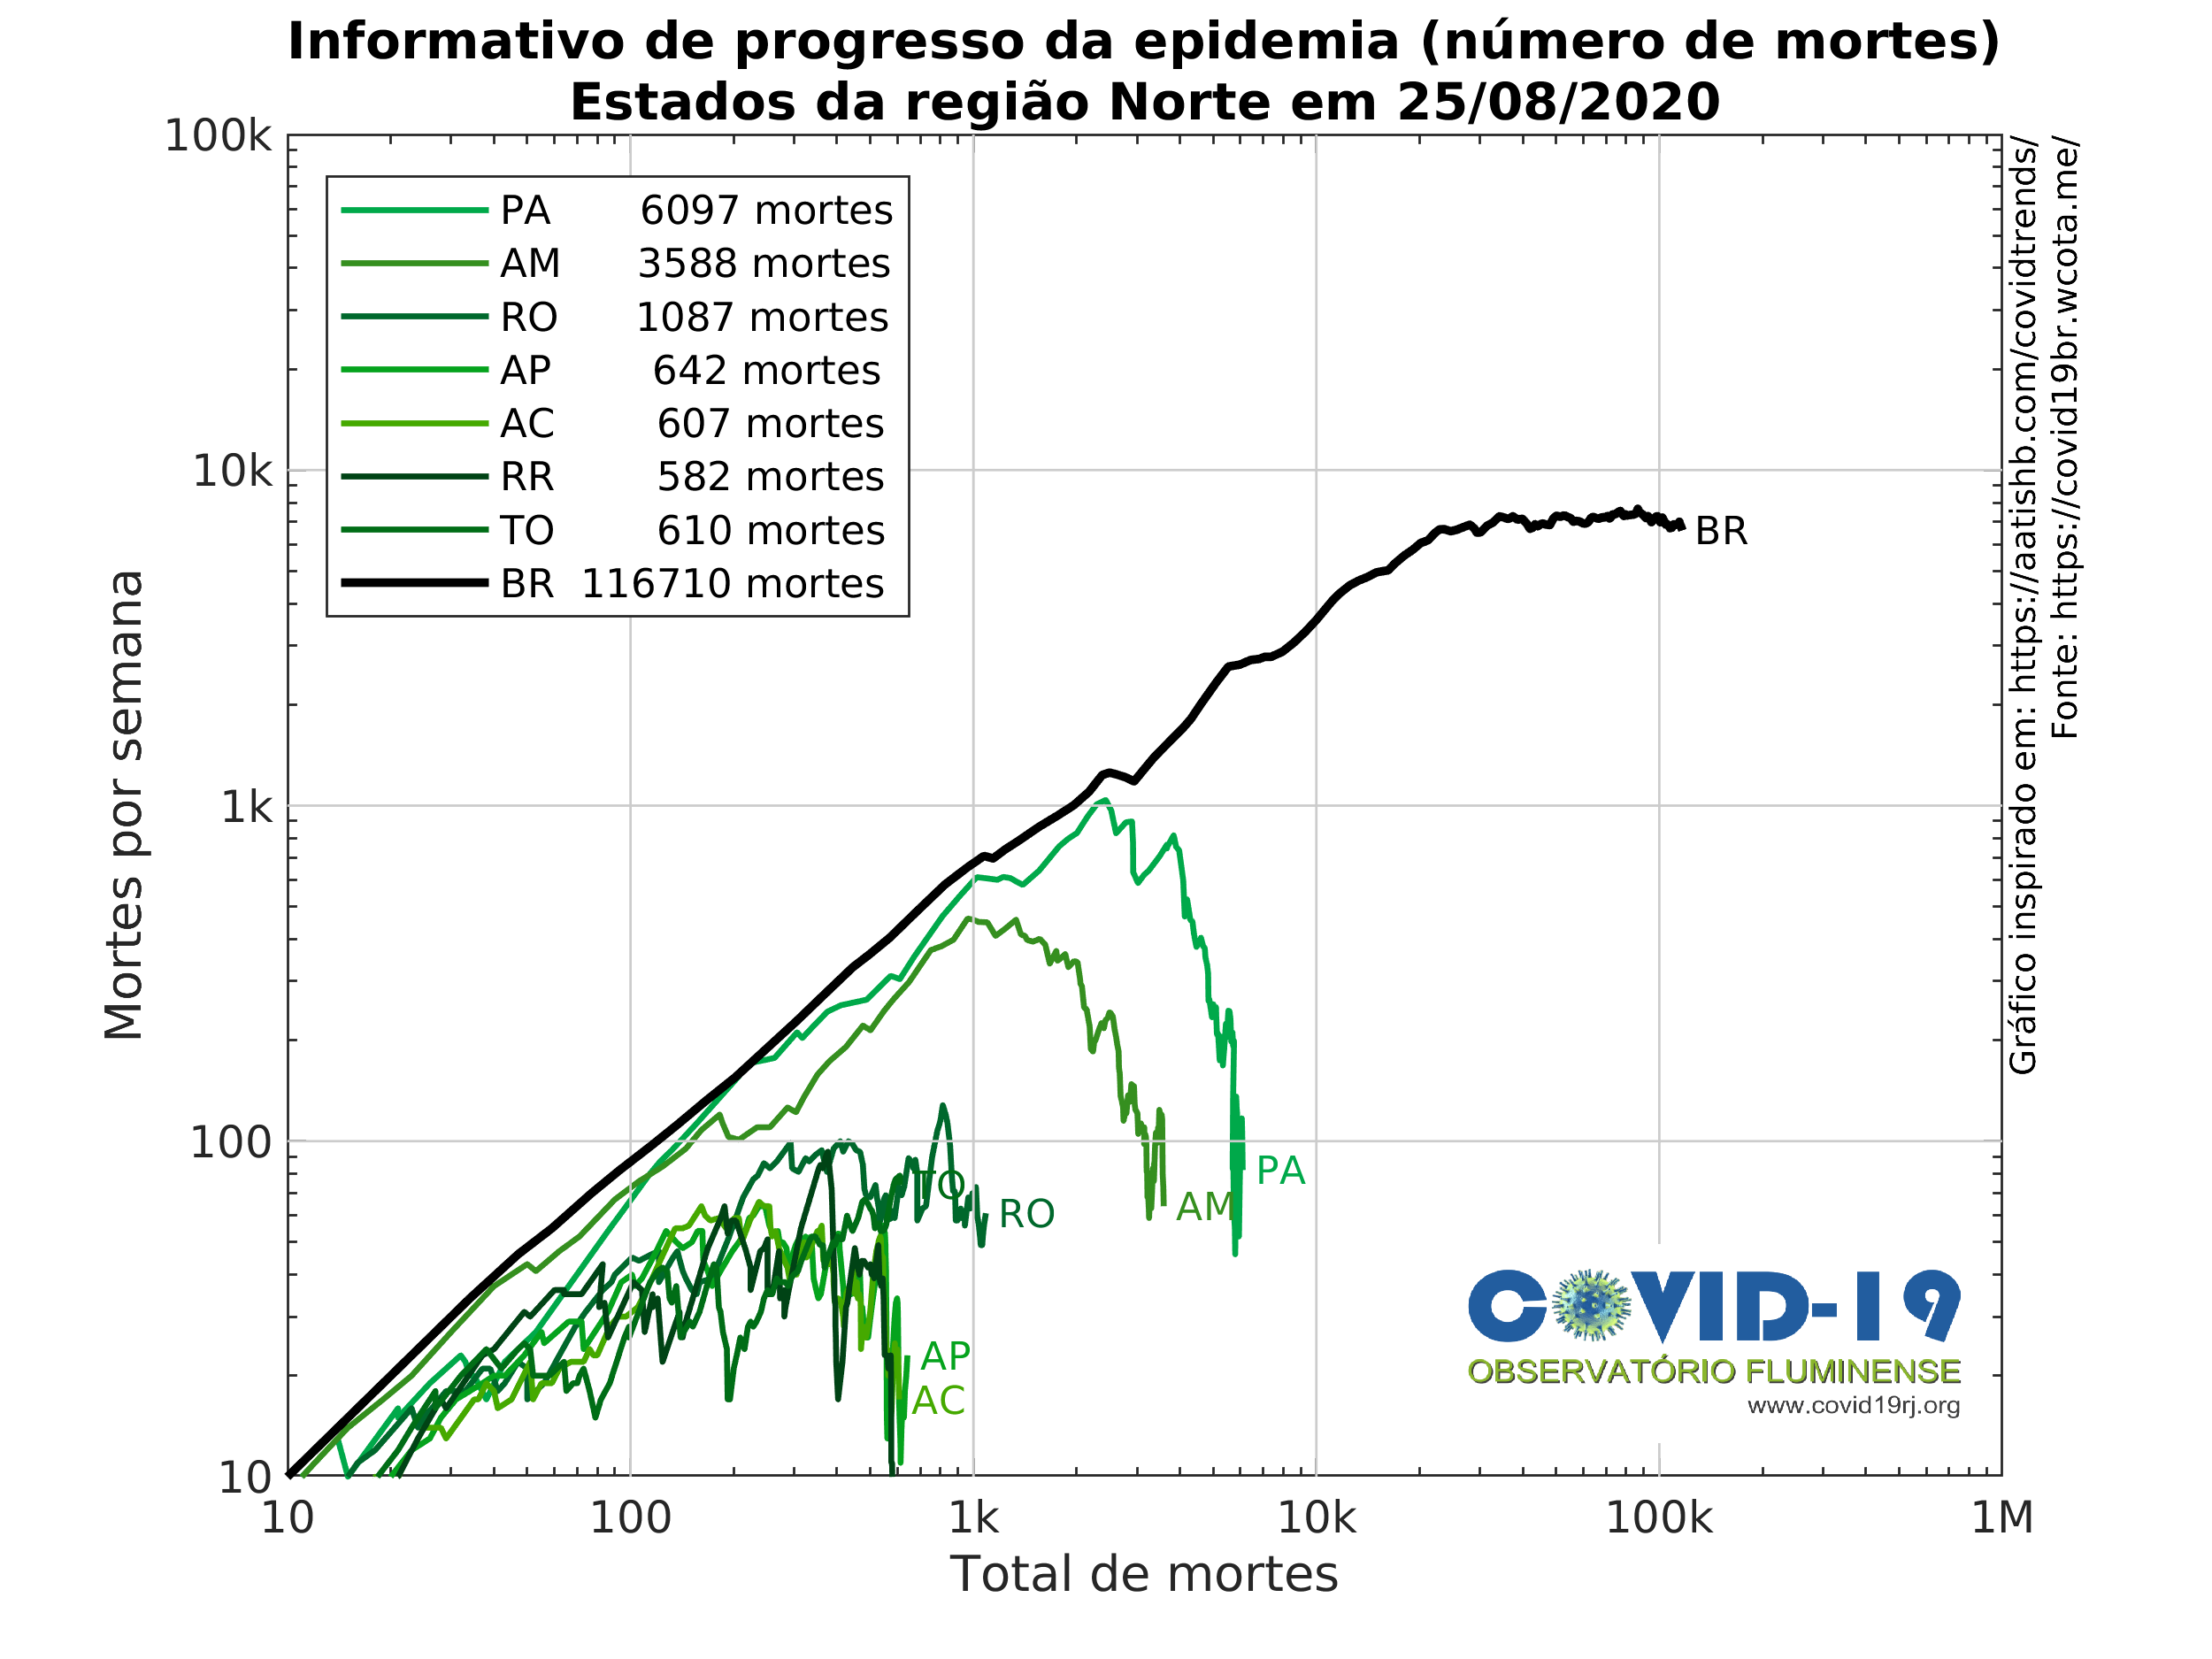 Informativo de progresso da epidemia (número de mortes)
Estados da região Norte em 25/08/2020
100k
10k
1k
100
10
Mortes por semana
PA 6097 mortes
AM 3588 mortes
RO 1087 mortes
AP 642 mortes
AC 607 mortes
RR 582 mortes
TO 610 mortes
BR 116710 mortes
BR
PA
TO
AM
RO
AP
AC
Gráfico inspirado em: https://aatishb.com/covidtrends/
Fonte: https://covid19br.wcota.me/
COVID-19
OBSERVATÓRIO FLUMINENSE
www.covid19rj.org
10 100 1k 10k 100k 1M
Total de mortes